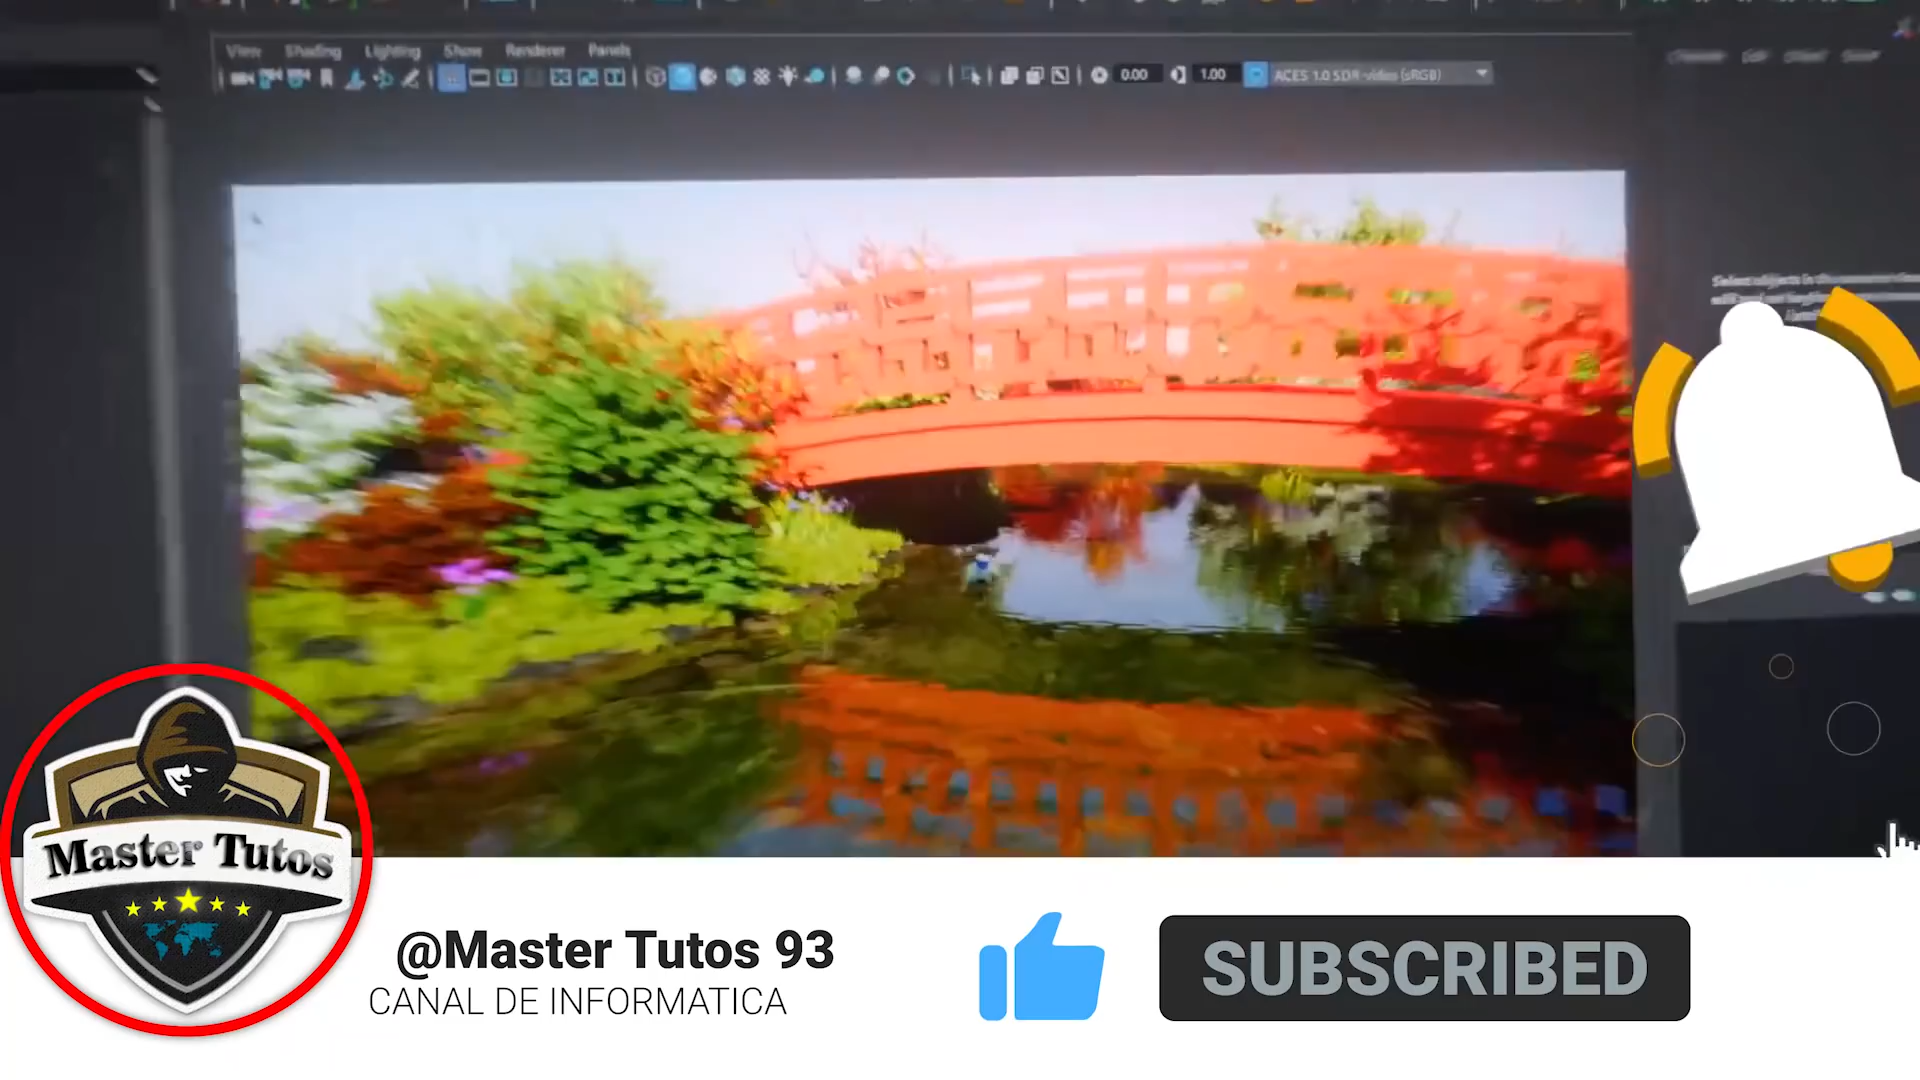 View Shading Lighting Show Renderer Panels
0.00 1.00 ACES 1.0 SDR-video (sRGB)
Master Tutos
@Master Tutos 93
CANAL DE INFORMATICA
SUBSCRIBED